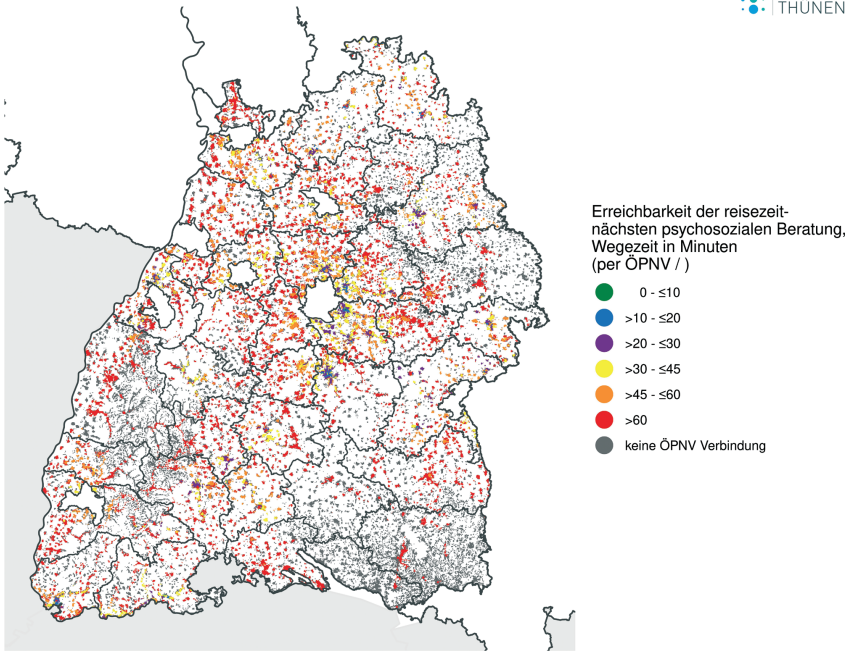 THÜNEN
Erreichbarkeit der reisezeit-
nächsten psychosozialen Beratung,
Wegezeit in Minuten
(per ÖPNV / )
0 - ≤10
>10 - ≤20
>20 - ≤30
>30 - ≤45
>45 - ≤60
>60
keine ÖPNV Verbindung